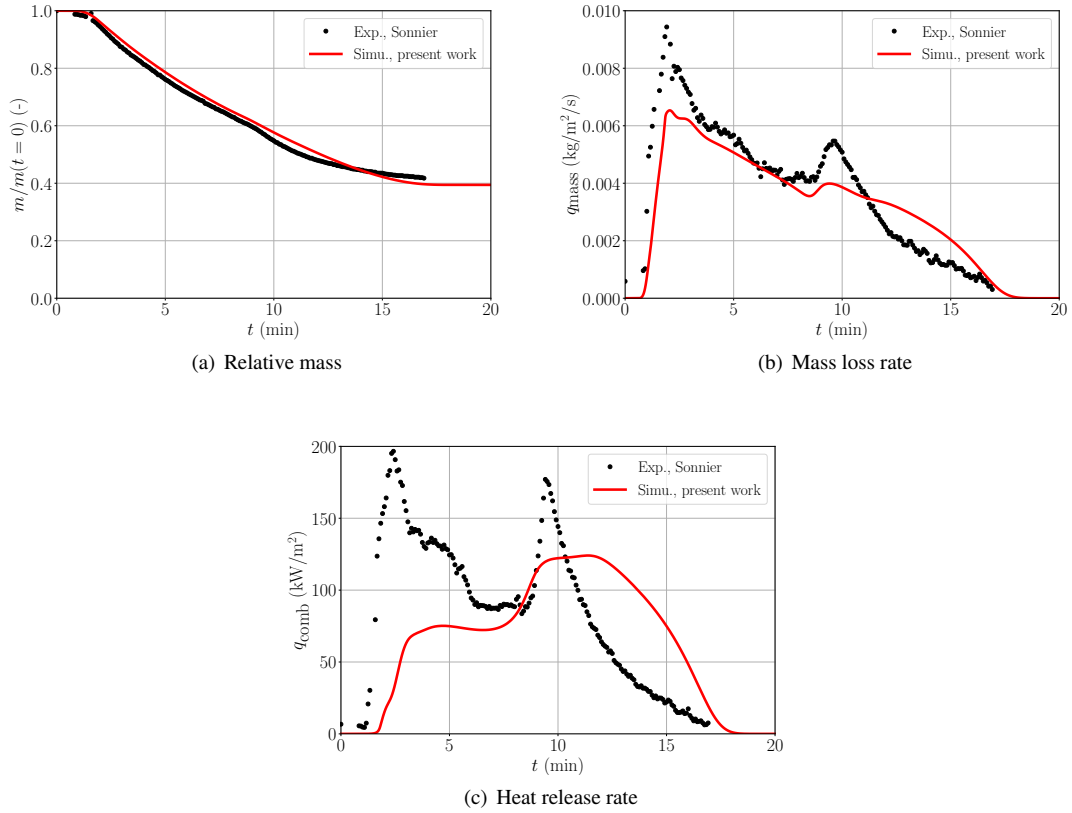 1.0
0.8
0.6
0.4
0.2
0.0
m/m(t = 0) (-)
0 5 10 15 20
t (min)
Exp., Sonnier
Simu., present work
(a) Relative mass
0.010
0.008
0.006
0.004
0.002
0.000
qmass (kg/m²/s)
0 5 10 15 20
t (min)
Exp., Sonnier
Simu., present work
(b) Mass loss rate
200
150
100
50
0
qcomb (kW/m²)
0 5 10 15 20
t (min)
Exp., Sonnier
Simu., present work
(c) Heat release rate